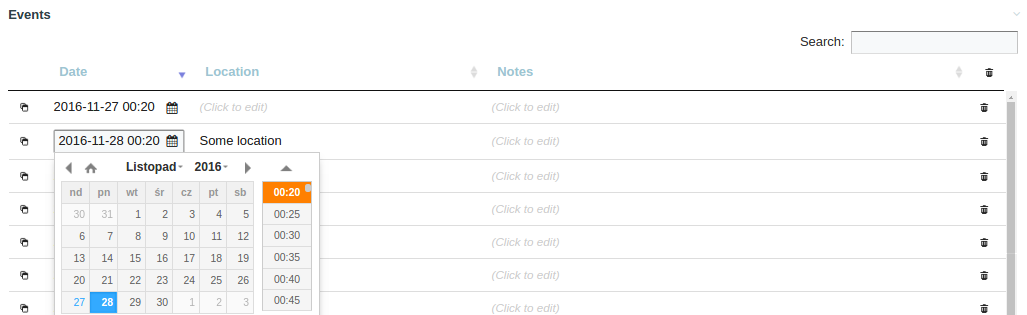 Events
Search:
Date Location Notes
2016-11-27 00:20 (Click to edit) (Click to edit)
2016-11-28 00:20 Some location (Click to edit)
Listopad 2016
nd pn wt śr cz pt sb 00:20 (Click to edit)
30 31 1 2 3 4 5 00:25 (Click to edit)
6 7 8 9 10 11 12 00:30 (Click to edit)
13 14 15 16 17 18 19 00:35
20 21 22 23 24 25 26 00:40 (Click to edit)
27 28 29 30 1 2 3 00:45 (Click to edit)